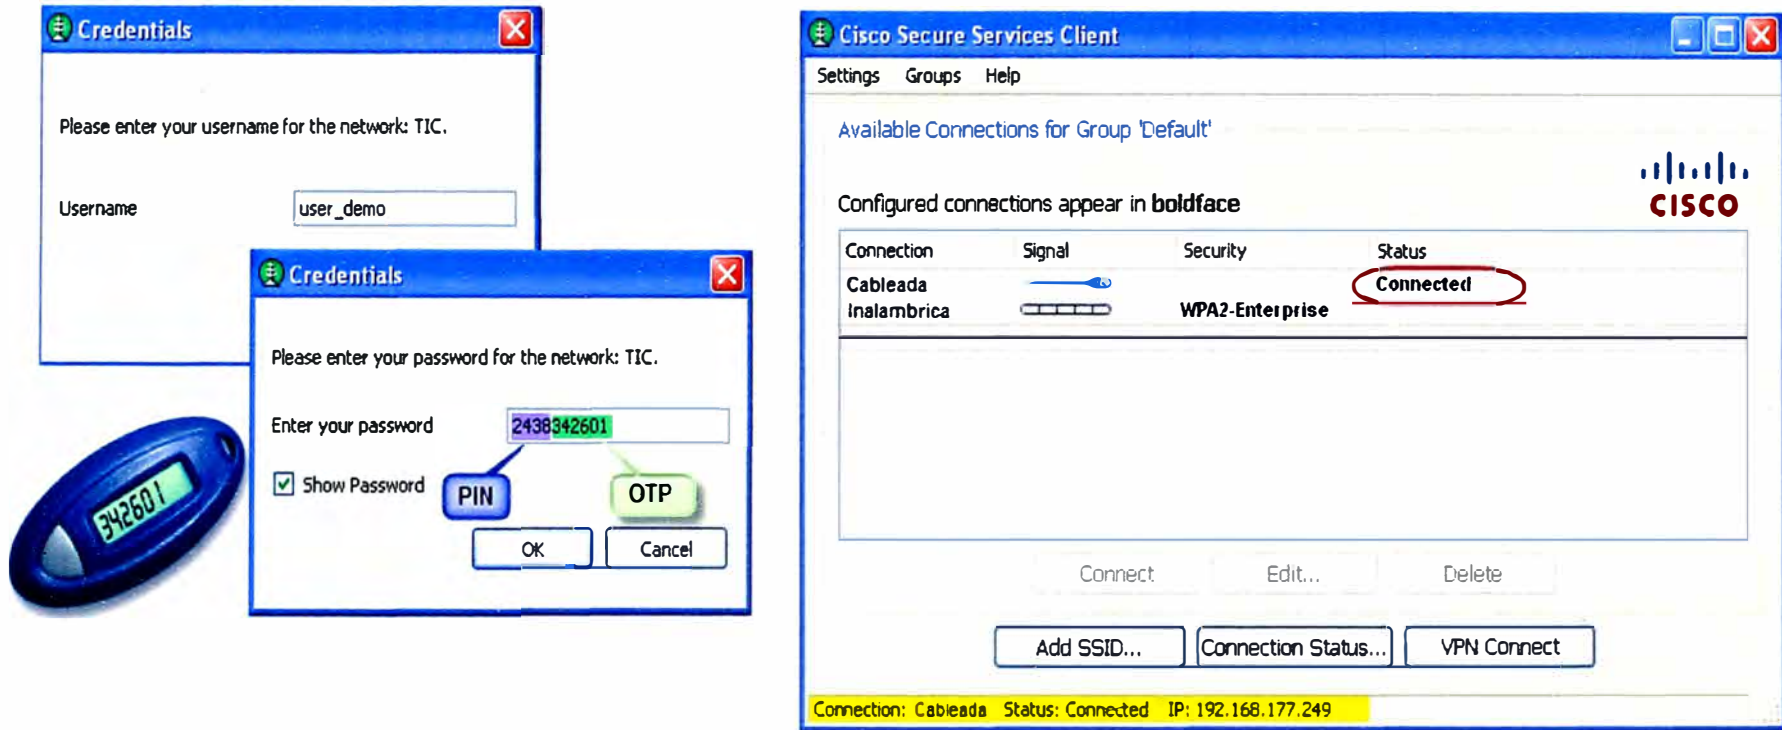 Credentials
Please enter your username for the network: TIC.
Username user_demo
Credentials
Please enter your password for the network: TIC.
Enter your password 2438342601
Show Password
PIN OTP
OK Cancel
342601
Cisco Secure Services Client
Settings Groups Help
Available Connections for Group 'Default'
CISCO
Configured connections appear in boldface
Connection Signal Security Status
Cableada Connected
Inalambrica WPA2-Enterprise
Connect Edit... Delete
Add SSID... Connection Status... VPN Connect
Connection: Cableada Status: Connected IP: 192.168.177.249